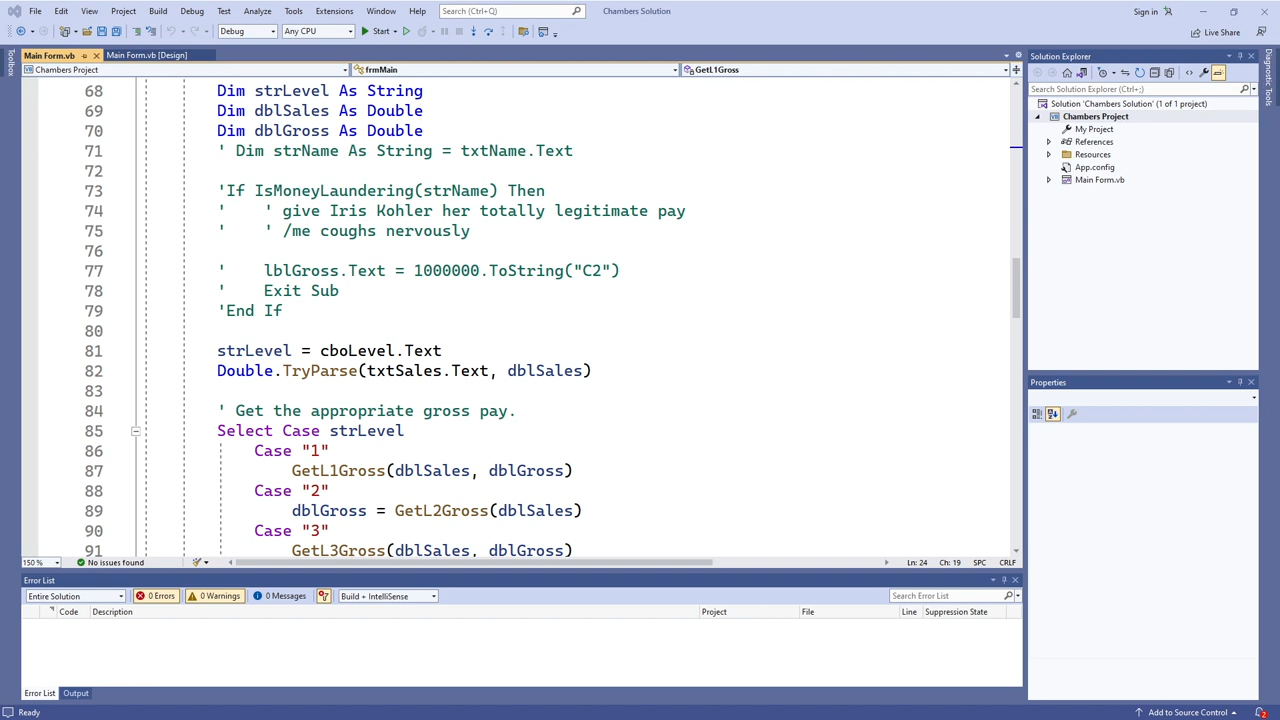 File Edit View Project Build Debug Test Analyze Tools Extensions Window Help Search (Ctrl+Q) Chambers Solution Sign in
Debug Any CPU Start Live Share
Toolbox
Main Form.vb Main Form.vb [Design]
Chambers Project frmMain GetL1Gross
68 Dim strLevel As String
69 Dim dblSales As Double
70 Dim dblGross As Double
71 ' Dim strName As String = txtName.Text
72
73 'If IsMoneyLaundering(strName) Then
74 ' ' give Iris Kohler her totally legitimate pay
75 ' ' /me coughs nervously
76
77 ' lblGross.Text = 1000000.ToString("C2")
78 ' Exit Sub
79 'End If
80
81 strLevel = cboLevel.Text
82 Double.TryParse(txtSales.Text, dblSales)
83
84 ' Get the appropriate gross pay.
85 Select Case strLevel
86 Case "1"
87 GetL1Gross(dblSales, dblGross)
88 Case "2"
89 dblGross = GetL2Gross(dblSales)
90 Case "3"
91 GetL3Gross(dblSales, dblGross)
150 % No issues found Ln: 24 Ch: 19 SPC CRLF
Error List
Entire Solution 0 Errors 0 Warnings 0 Messages Build + IntelliSense Search Error List
Code Description Project File Line Suppression State
Error List Output
Ready Add to Source Control 2
Solution Explorer
Search Solution Explorer (Ctrl+;)
Solution 'Chambers Solution' (1 of 1 project)
Chambers Project
My Project
References
Resources
App.config
Main Form.vb
Properties
Diagnostic Tools